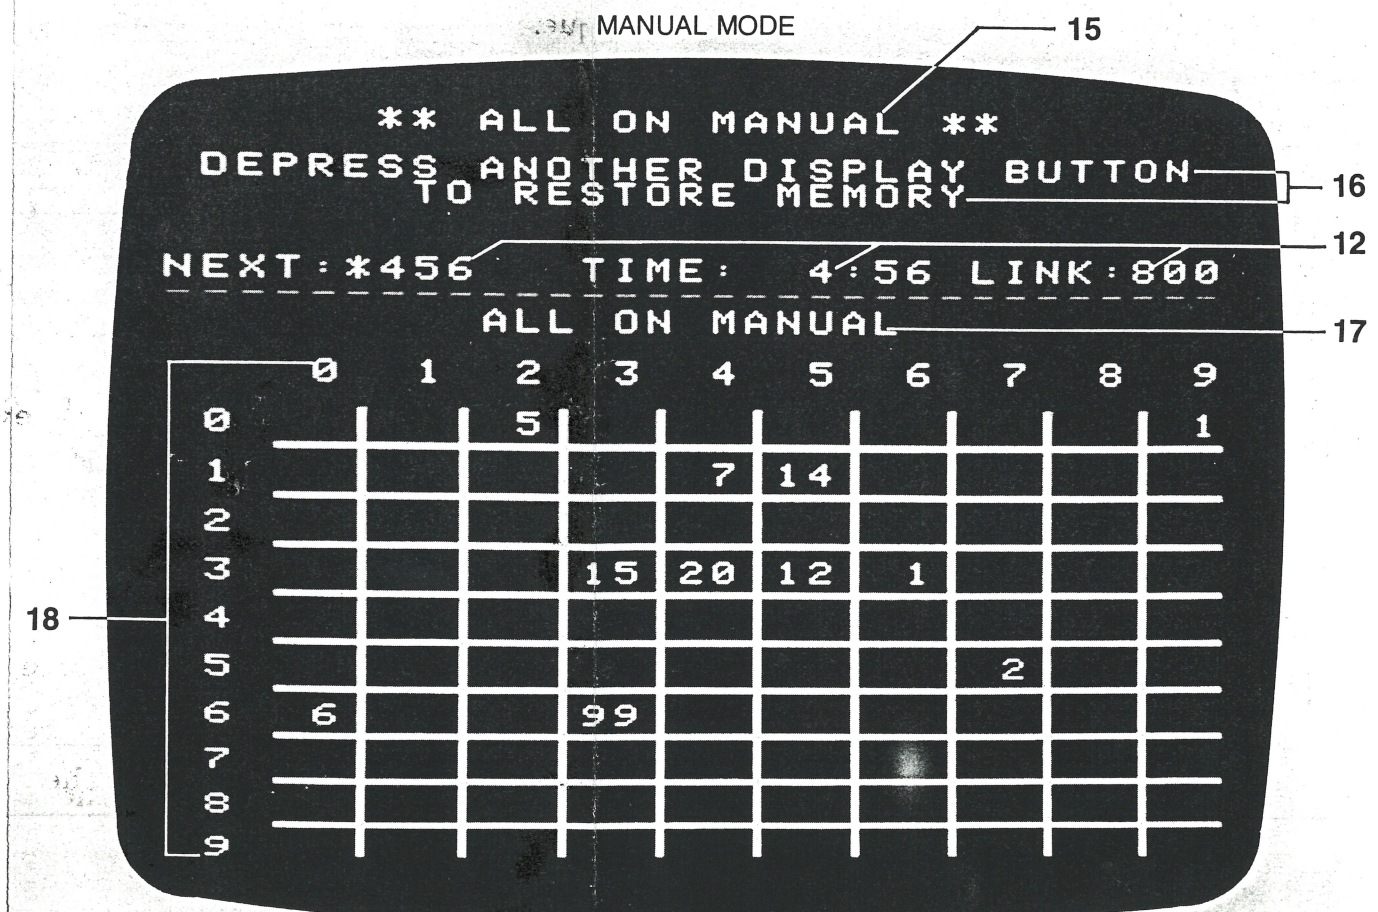 MANUAL MODE
15
** ALL ON MANUAL **
DEPRESS ANOTHER DISPLAY BUTTON
TO RESTORE MEMORY
16
12
NEXT:*456 TIME: 4:56 LINK:800
ALL ON MANUAL
17
0 1 2 3 4 5 6 7 8 9
0 5 1
1 7 14
2
3 15 20 12 1
18
4
5 2
6 6 99
7
8
9